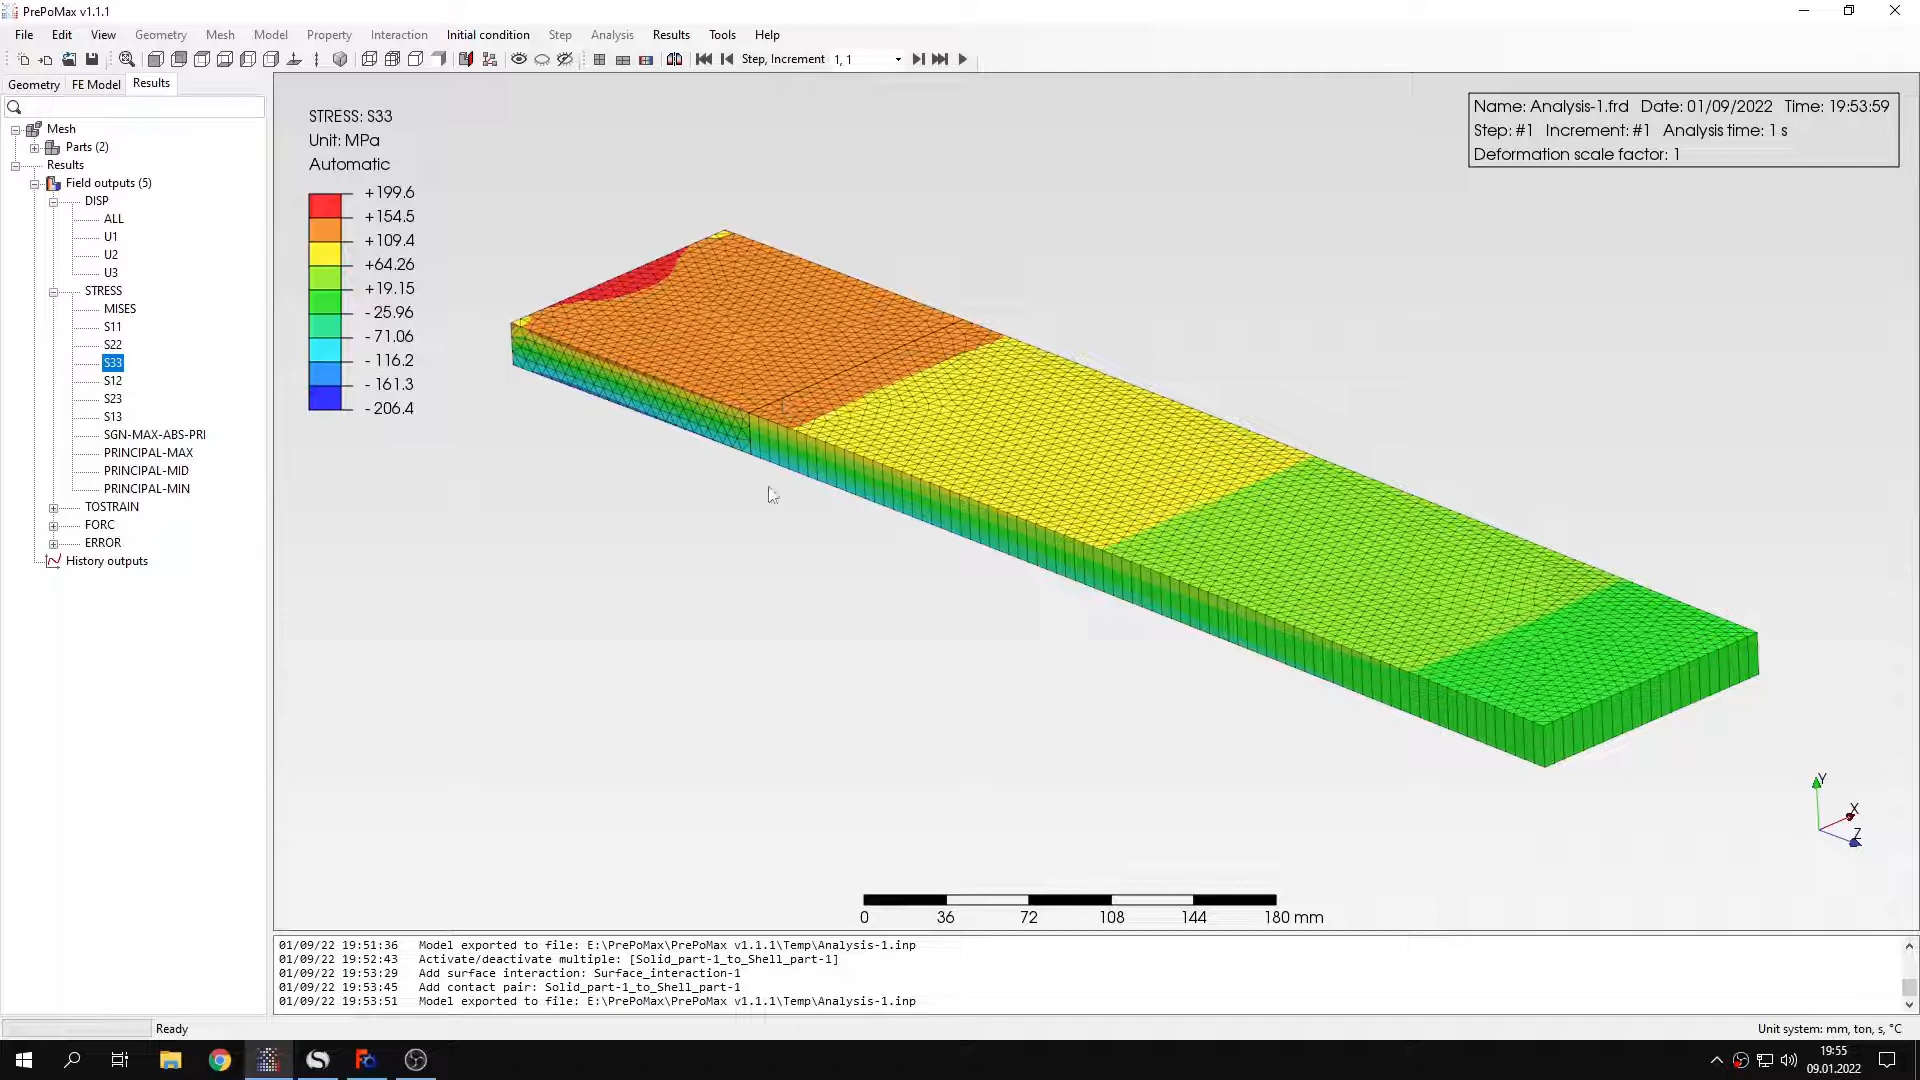 PrePoMax v1.1.1
File Edit View Geometry Mesh Model Property Interaction Initial condition Step Analysis Results Tools Help
Step, Increment 1, 1
Geometry FE Model Results
Mesh
Parts (2)
Results
Field outputs (5)
DISP
ALL
U1
U2
U3
STRESS
MISES
S11
S22
S33
S12
S23
S13
SGN-MAX-ABS-PRI
PRINCIPAL-MAX
PRINCIPAL-MID
PRINCIPAL-MIN
TOSTRAIN
FORC
ERROR
History outputs
STRESS: S33
Unit: MPa
Automatic
+199.6
+154.5
+109.4
+64.26
+19.15
-25.96
-71.06
-116.2
-161.3
-206.4
Name: Analysis-1.frd Date: 01/09/2022 Time: 19:53:59
Step: #1 Increment: #1 Analysis time: 1 s
Deformation scale factor: 1
Y
X
Z
0 36 72 108 144 180 mm
01/09/22 19:51:36 Model exported to file: E:\PrePoMax\PrePoMax v1.1.1\Temp\Analysis-1.inp
01/09/22 19:52:43 Activate/deactivate multiple: [Solid_part-1_to_Shell_part-1]
01/09/22 19:53:29 Add surface interaction: Surface_interaction-1
01/09/22 19:53:45 Add contact pair: Solid_part-1_to_Shell_part-1
01/09/22 19:53:51 Model exported to file: E:\PrePoMax\PrePoMax v1.1.1\Temp\Analysis-1.inp
Ready
Unit system: mm, ton, s, °C
19:55
09.01.2022